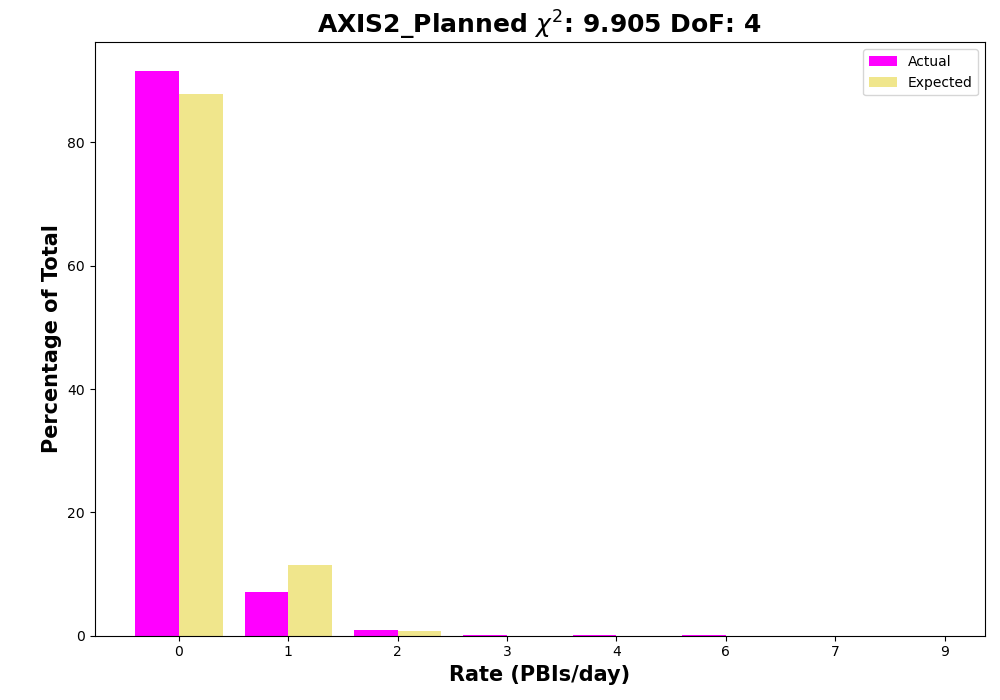 AXIS2_Planned χ²: 9.905 DoF: 4
Actual
Expected
Percentage of Total
80
60
40
20
0
0 1 2 3 4 6 7 9
Rate (PBIs/day)